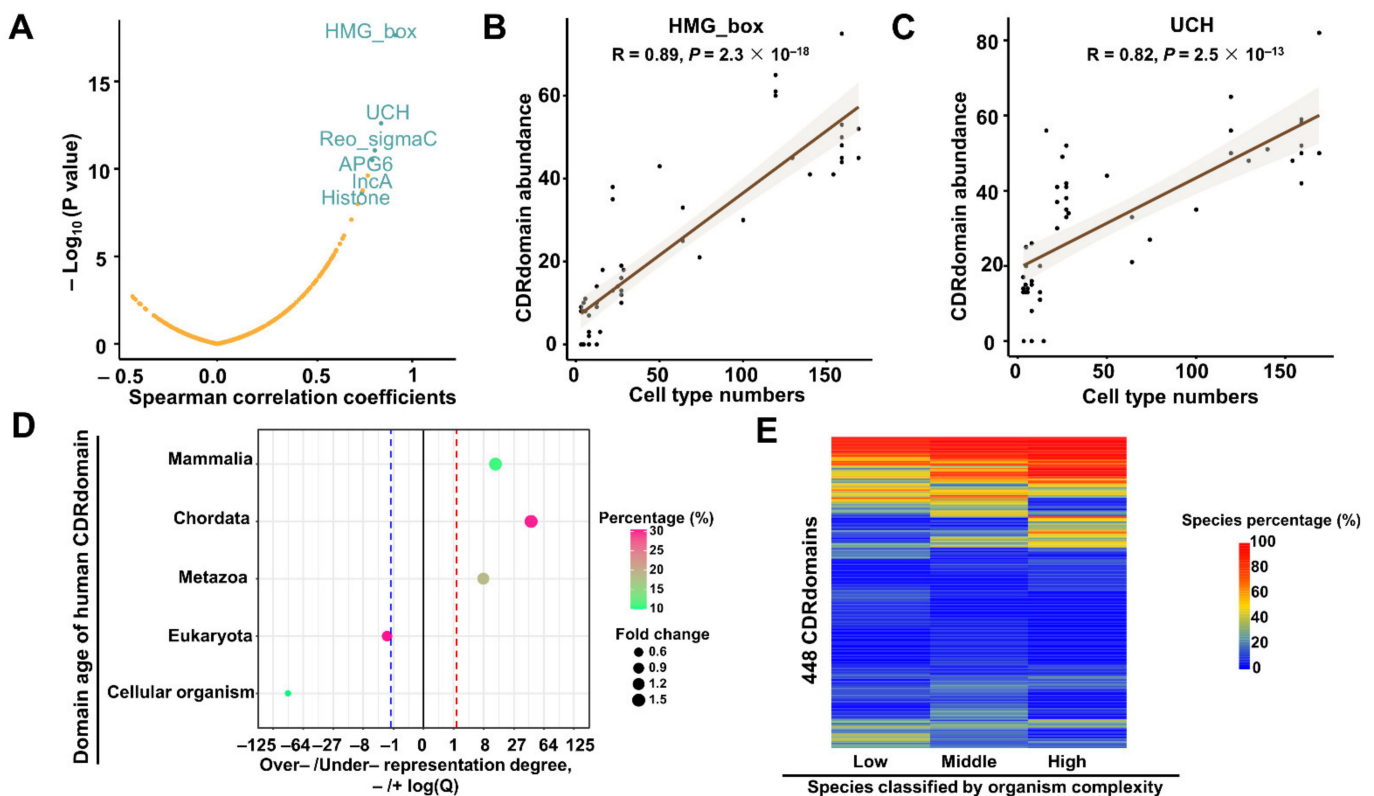 A
HMG_box
UCH
Reo_sigmaC
APG6
IncA
Histone
– Log10 (P value)
15
10
5
0
– 0.5
0.0
0.5
1
Spearman correlation coefficients
B
HMG_box
R = 0.89, P = 2.3 × 10–18
CDRdomain abundance
60
40
20
0
0
50
100
150
Cell type numbers
C
UCH
R = 0.82, P = 2.5 × 10–13
CDRdomain abundance
80
60
40
20
0
0
50
100
150
Cell type numbers
D
Domain age of human CDRdomain
Mammalia
Chordata
Metazoa
Eukaryota
Cellular organism
–125 –64 –27 –8 –1 0 1 8 27 64 125
Over– /Under– representation degree,
– /+ log(Q)
Percentage (%)
30
25
20
15
10
Fold change
0.6
0.9
1.2
1.5
E
448 CDRdomains
Low Middle High
Species classified by organism complexity
Species percentage (%)
100
80
60
40
20
0